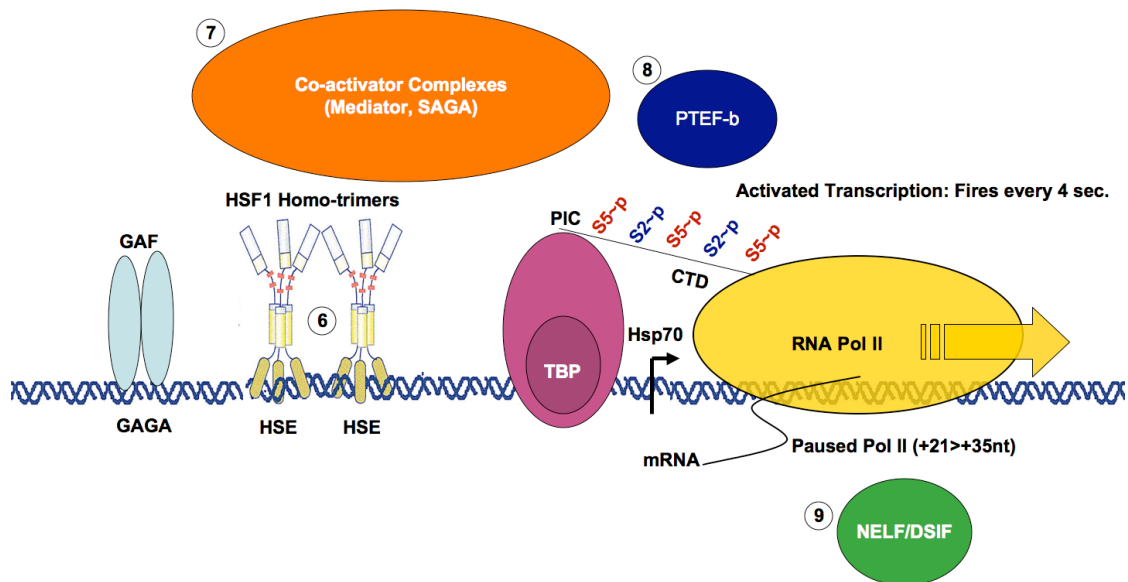 7
Co-activator Complexes
(Mediator, SAGA)
8
PTEF-b
Activated Transcription: Fires every 4 sec.
HSF1 Homo-trimers
PIC
S5~p
S2~p
S5~p
S2~p
S5~p
GAF
CTD
6
Hsp70
RNA Pol II
TBP
GAGA
HSE
HSE
mRNA
Paused Pol II (+21>+35nt)
9
NELF/DSIF